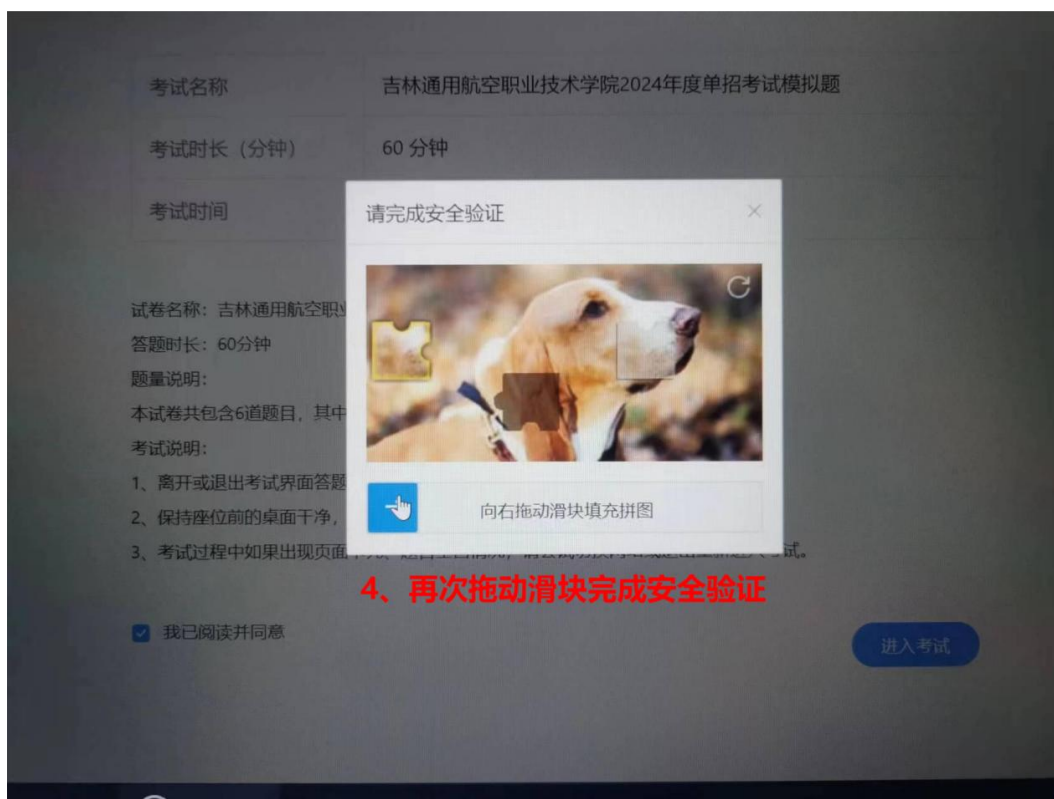 考试名称
吉林通用航空职业技术学院2024年度单招考试模拟题
考试时长（分钟）
60 分钟
考试时间
请完成安全验证
试卷名称：吉林通用航空职业
答题时长：60分钟
题量说明：
本试卷共包含6道题目，其中
考试说明：
1、离开或退出考试界面答题
2、保持座位前的桌面干净，
3、考试过程中如果出现页面
试。
向右拖动滑块填充拼图
4、再次拖动滑块完成安全验证
我已阅读并同意
进入考试